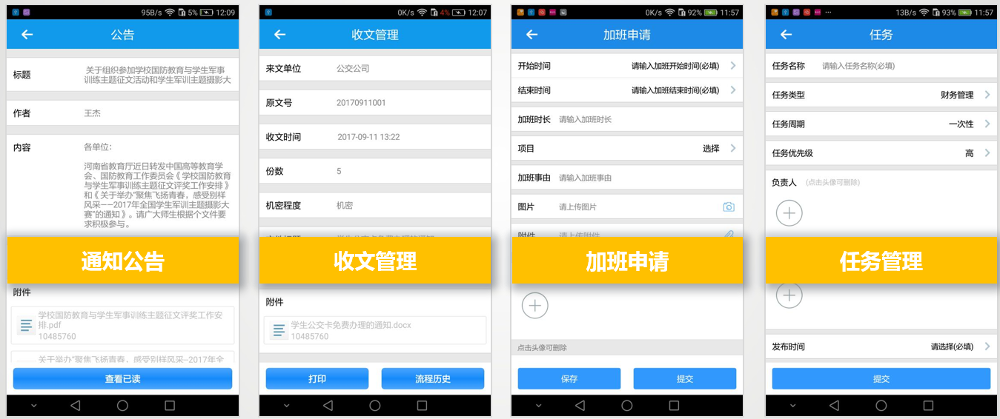 95B/s 5% 12:09
公告
标题
关于组织参加学校国防教育与学生军事
训练主题征文活动和学生军训主题摄影大
作者
王杰
内容
各单位：
河南省教育厅近日转发中国高等教育学
会、国防教育工作委员会《学校国防教育
与学生军事训练主题征文评奖工作安排》
和《关于举办“聚焦飞扬青春，感受别样
风采——2017年全国学生军训主题摄影大
赛”的通知》。请广大师生根据个文件要
求积极参与。
通知公告
附件
学校国防教育与学生军事训练主题征文评奖工作安
排.pdf
10485760
关于举办“聚焦飞扬青春，感受别样风采--2017年全
查看已读
0K/s 4% 12:07
收文管理
来文单位
公交公司
原文号
20170911001
收文时间
2017-09-11 13:22
份数
5
机密程度
机密
收文管理
附件
学生公交卡免费办理的通知.docx
10485760
打印
流程历史
0K/s 92% 11:57
加班申请
开始时间
请输入加班开始时间(必填)
结束时间
请输入加班结束时间(必填)
加班时长
请输入加班时长
项目
选择
加班事由
请输入加班事由
图片
请上传图片
附件
请上传附件
加班申请
点击头像可删除
保存
提交
13B/s 93% 11:57
任务
任务名称
请输入任务名称(必填)
任务类型
财务管理
任务周期
一次性
任务优先级
高
负责人
(点击头像可删除)
任务管理
发布时间
请选择(必填)
提交